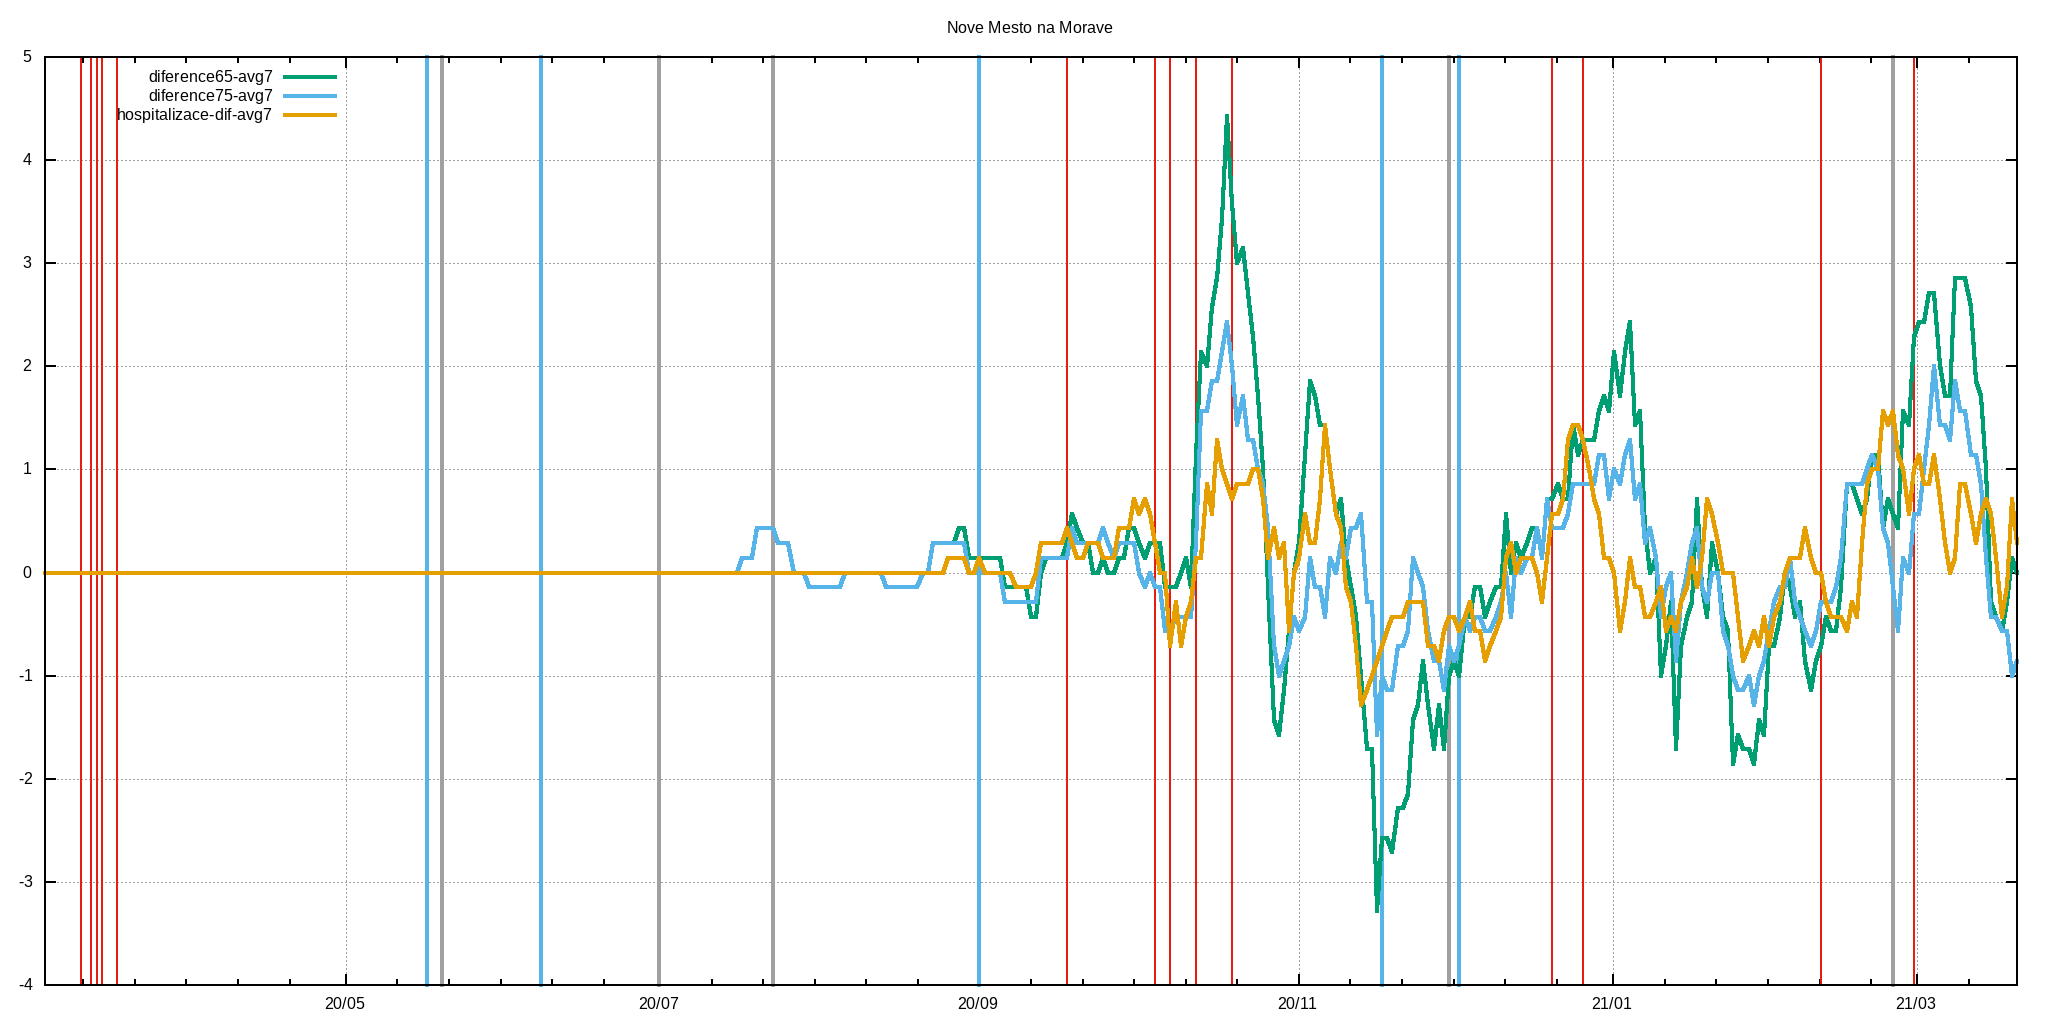 Nove Mesto na Morave
5
4
3
2
1
0
-1
-2
-3
-4
diference65-avg7
diference75-avg7
hospitalizace-dif-avg7
20/05 20/07 20/09 20/11 21/01 21/03